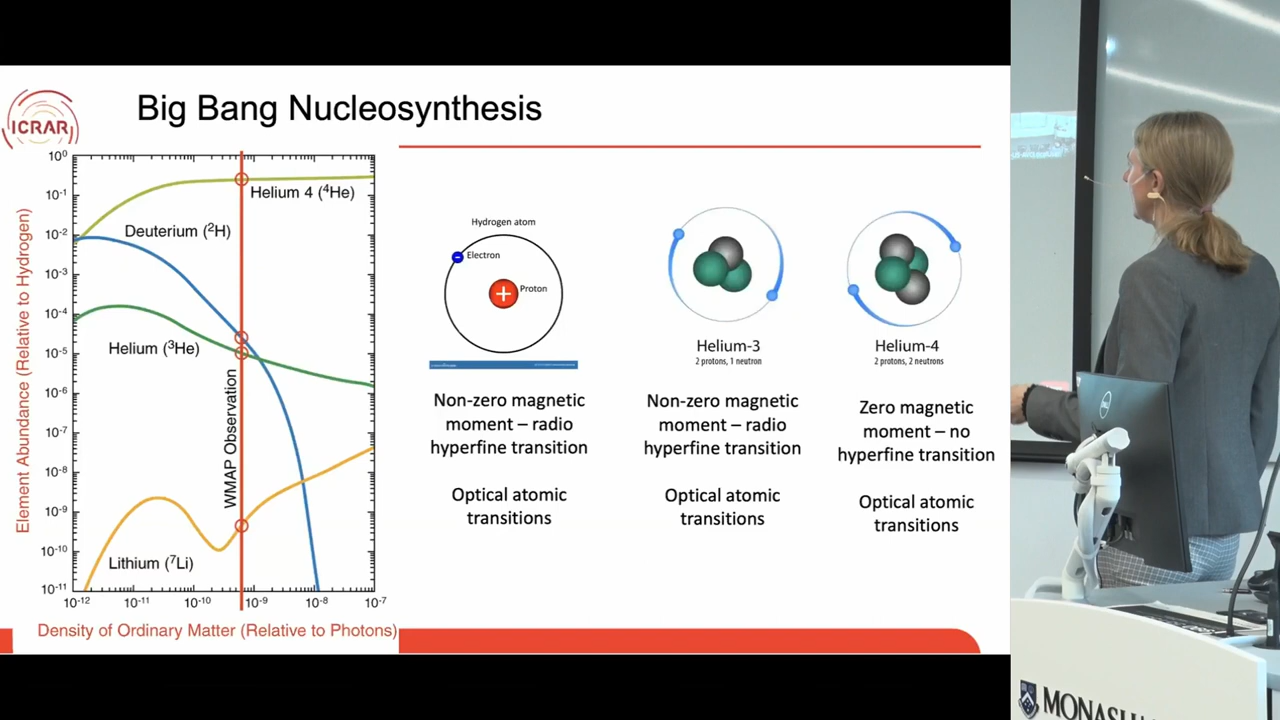 Big Bang Nucleosynthesis
ICRAR
10⁰
10⁻¹
10⁻²
10⁻³
10⁻⁴
10⁻⁵
10⁻⁶
10⁻⁷
10⁻⁸
10⁻⁹
10⁻¹⁰
10⁻¹¹
Element Abundance (Relative to Hydrogen)
Helium 4 (⁴He)
Deuterium (²H)
Helium (³He)
WMAP Observation
Lithium (⁷Li)
10⁻¹² 10⁻¹¹ 10⁻¹⁰ 10⁻⁹ 10⁻⁸ 10⁻⁷
Density of Ordinary Matter (Relative to Photons)
Hydrogen atom
Electron
Proton
+
Non-zero magnetic
moment – radio
hyperfine transition
Optical atomic
transitions
Helium-3
2 protons, 1 neutron
Non-zero magnetic
moment – radio
hyperfine transition
Optical atomic
transitions
Helium-4
2 protons, 2 neutrons
Zero magnetic
moment – no
hyperfine transition
Optical atomic
transitions
DELL